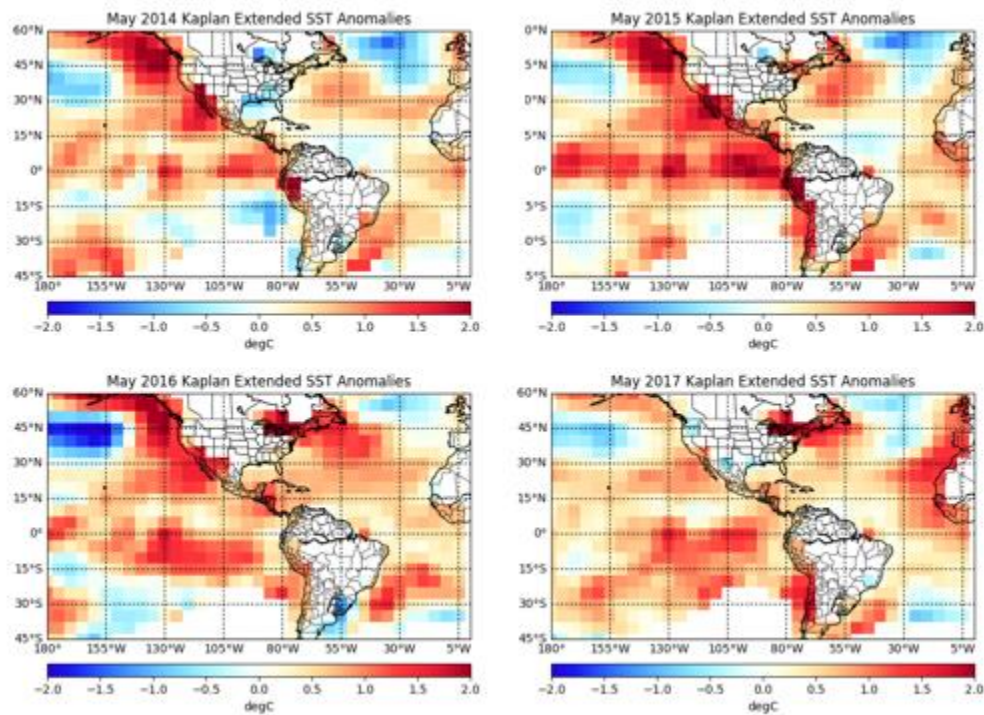 May 2014 Kaplan Extended SST Anomalies
60°N
45°N
30°N
15°N
0°
15°S
30°S
45°S
180° 155°W 130°W 105°W 80°W 55°W 30°W 5°W
-2.0 -1.5 -1.0 -0.5 0.0 0.5 1.0 1.5 2.0
degC
May 2015 Kaplan Extended SST Anomalies
0°N
45°N
30°N
15°N
0°
15°S
0°S
5°S
180° 155°W 130°W 105°W 80°W 55°W 30°W 5°W
-2.0 -1.5 -1.0 -0.5 0.0 0.5 1.0 1.5 2.0
degC
May 2016 Kaplan Extended SST Anomalies
60°N
45°N
30°N
15°N
0°
15°S
30°S
45°S
180° 155°W 130°W 105°W 80°W 55°W 30°W 5°W
-2.0 -1.5 -1.0 -0.5 0.0 0.5 1.0 1.5 2.0
degC
May 2017 Kaplan Extended SST Anomalies
60°N
45°N
30°N
15°N
0°
15°S
30°S
45°S
180° 155°W 130°W 105°W 80°W 55°W 30°W 5°W
-2.0 -1.5 -1.0 -0.5 0.0 0.5 1.0 1.5 2.0
degC